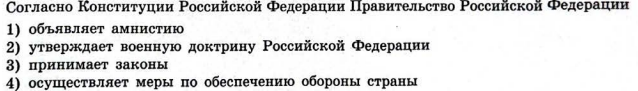 Согласно Конституции Российской Федерации Правительство Российской Федерации
1) объявляет амнистию
2) утверждает военную доктрину Российской Федерации
3) принимает законы
4) осуществляет меры по обеспечению обороны страны